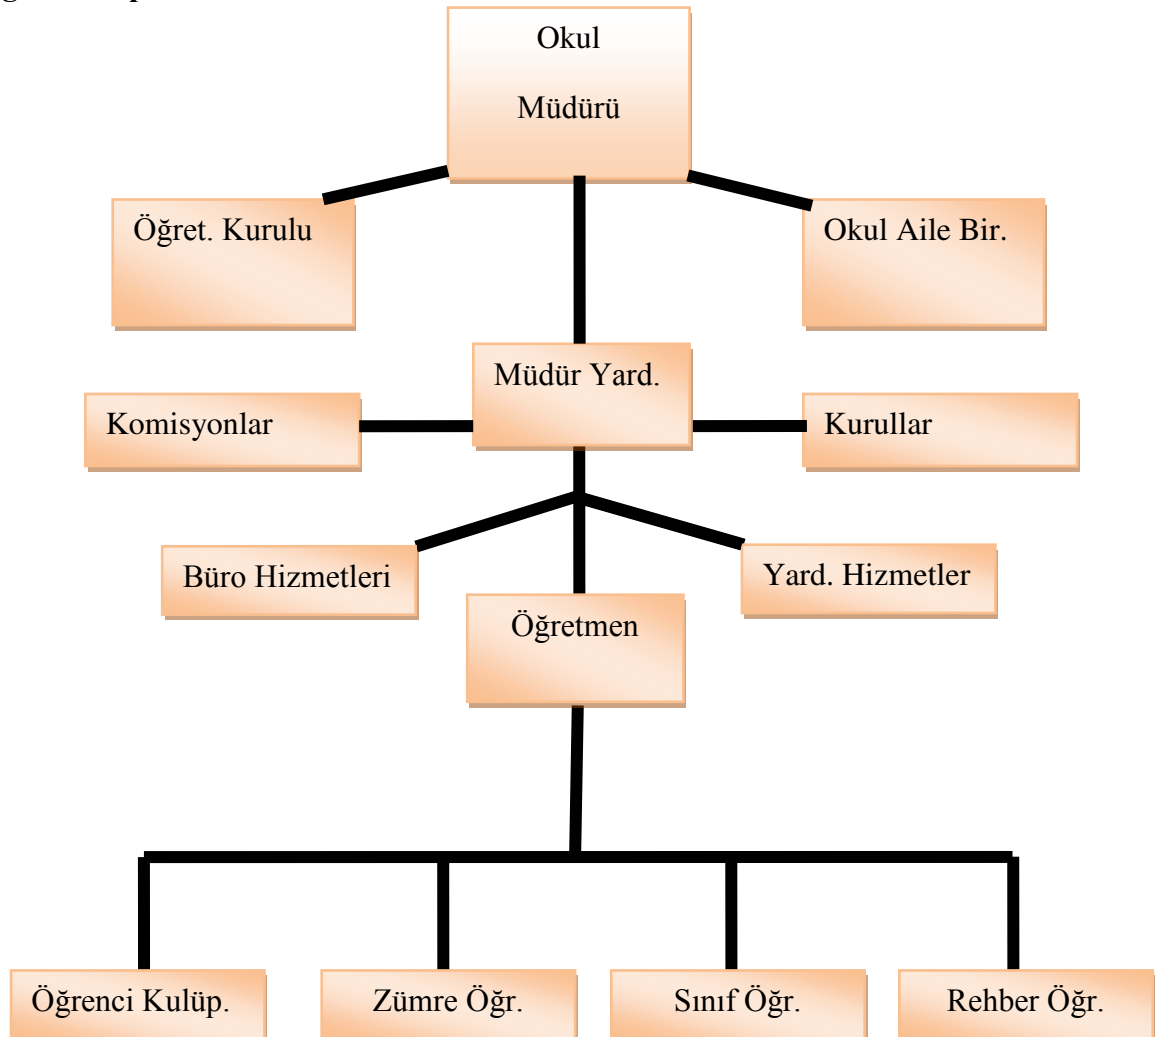 Okul
Müdürü
Öğret. Kurulu
Okul Aile Bir.
Müdür Yard.
Komisyonlar
Kurullar
Büro Hizmetleri
Yard. Hizmetler
Öğretmen
Öğrenci Kulüp.
Zümre Öğr.
Sınıf Öğr.
Rehber Öğr.